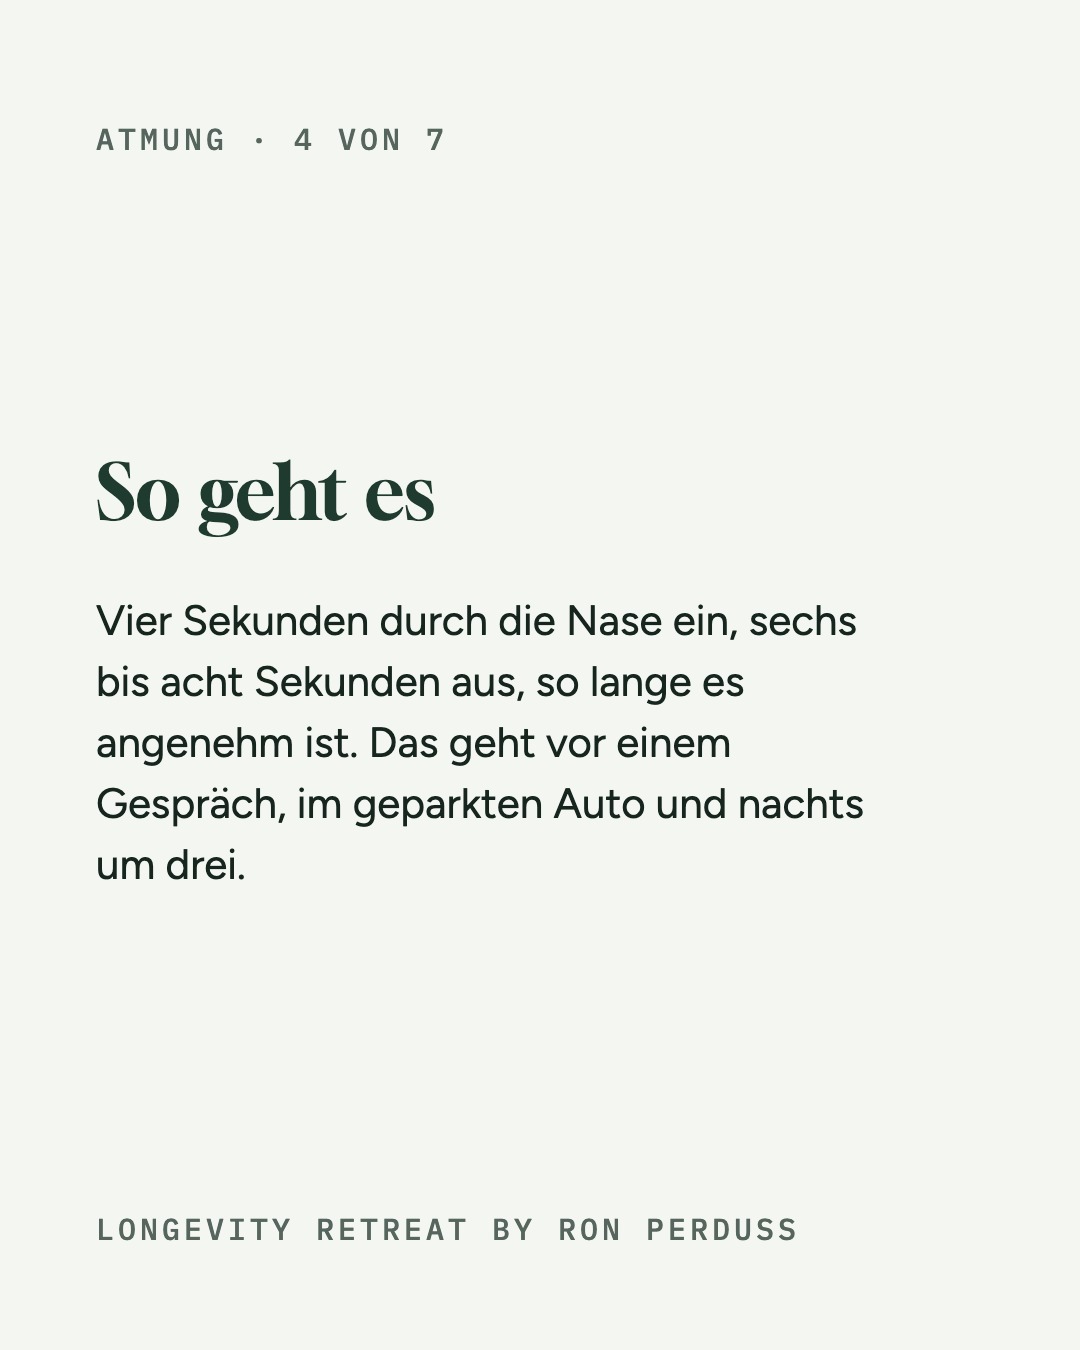 ATMUNG · 4 VON 7
So geht es
Vier Sekunden durch die Nase ein, sechs
bis acht Sekunden aus, so lange es
angenehm ist. Das geht vor einem
Gespräch, im geparkten Auto und nachts
um drei.
LONGEVITY RETREAT BY RON PERDUSS